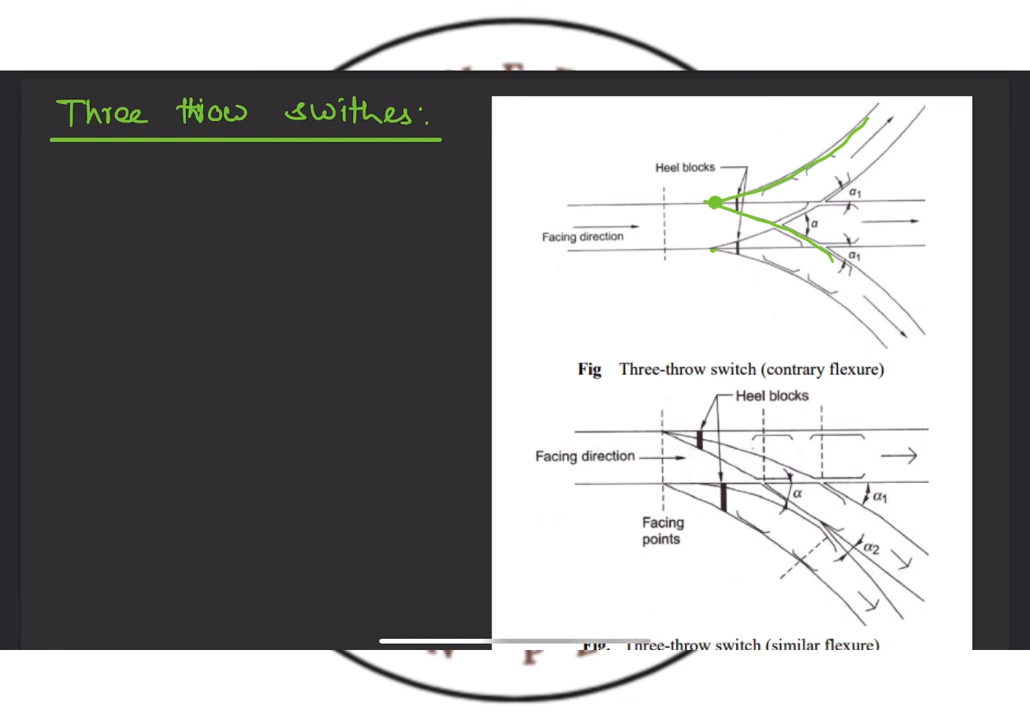 Three throw swithes:
Heel blocks
α1
α
Facing direction
α1
Fig Three-throw switch (contrary flexure)
Heel blocks
Facing direction
α
α1
Facing
points
α2
Fig. Three-throw switch (similar flexure)